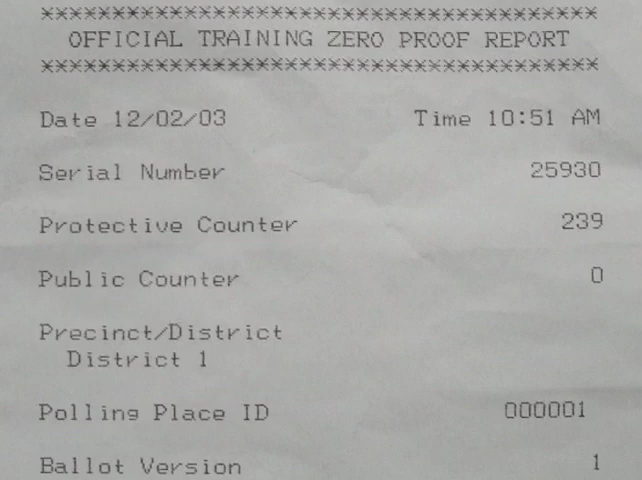 ***************************************
OFFICIAL TRAINING ZERO PROOF REPORT
***************************************
Date 12/02/03 Time 10:51 AM
Serial Number 25930
Protective Counter 239
Public Counter 0
Precinct/District
District 1
Polling Place ID 000001
Ballot Version 1